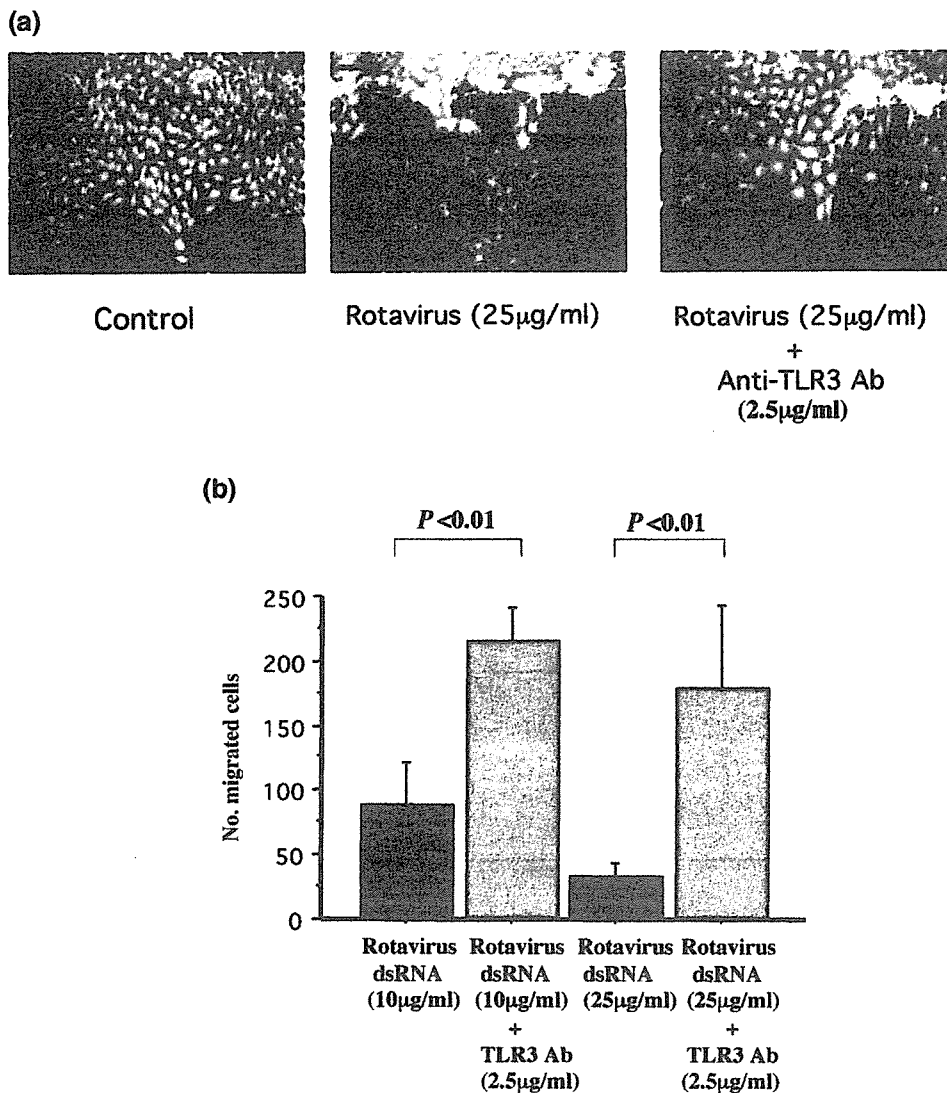 (a)
Control
Rotavirus (25μg/ml)
Rotavirus (25μg/ml)
+
Anti-TLR3 Ab
(2.5μg/ml)
(b)
P<0.01
P<0.01
No. migrated cells
250
200
150
100
50
0
Rotavirus
dsRNA
(10μg/ml)
Rotavirus
dsRNA
(10μg/ml)
+
TLR3 Ab
(2.5μg/ml)
Rotavirus
dsRNA
(25μg/ml)
Rotavirus
dsRNA
(25μg/ml)
+
TLR3 Ab
(2.5μg/ml)